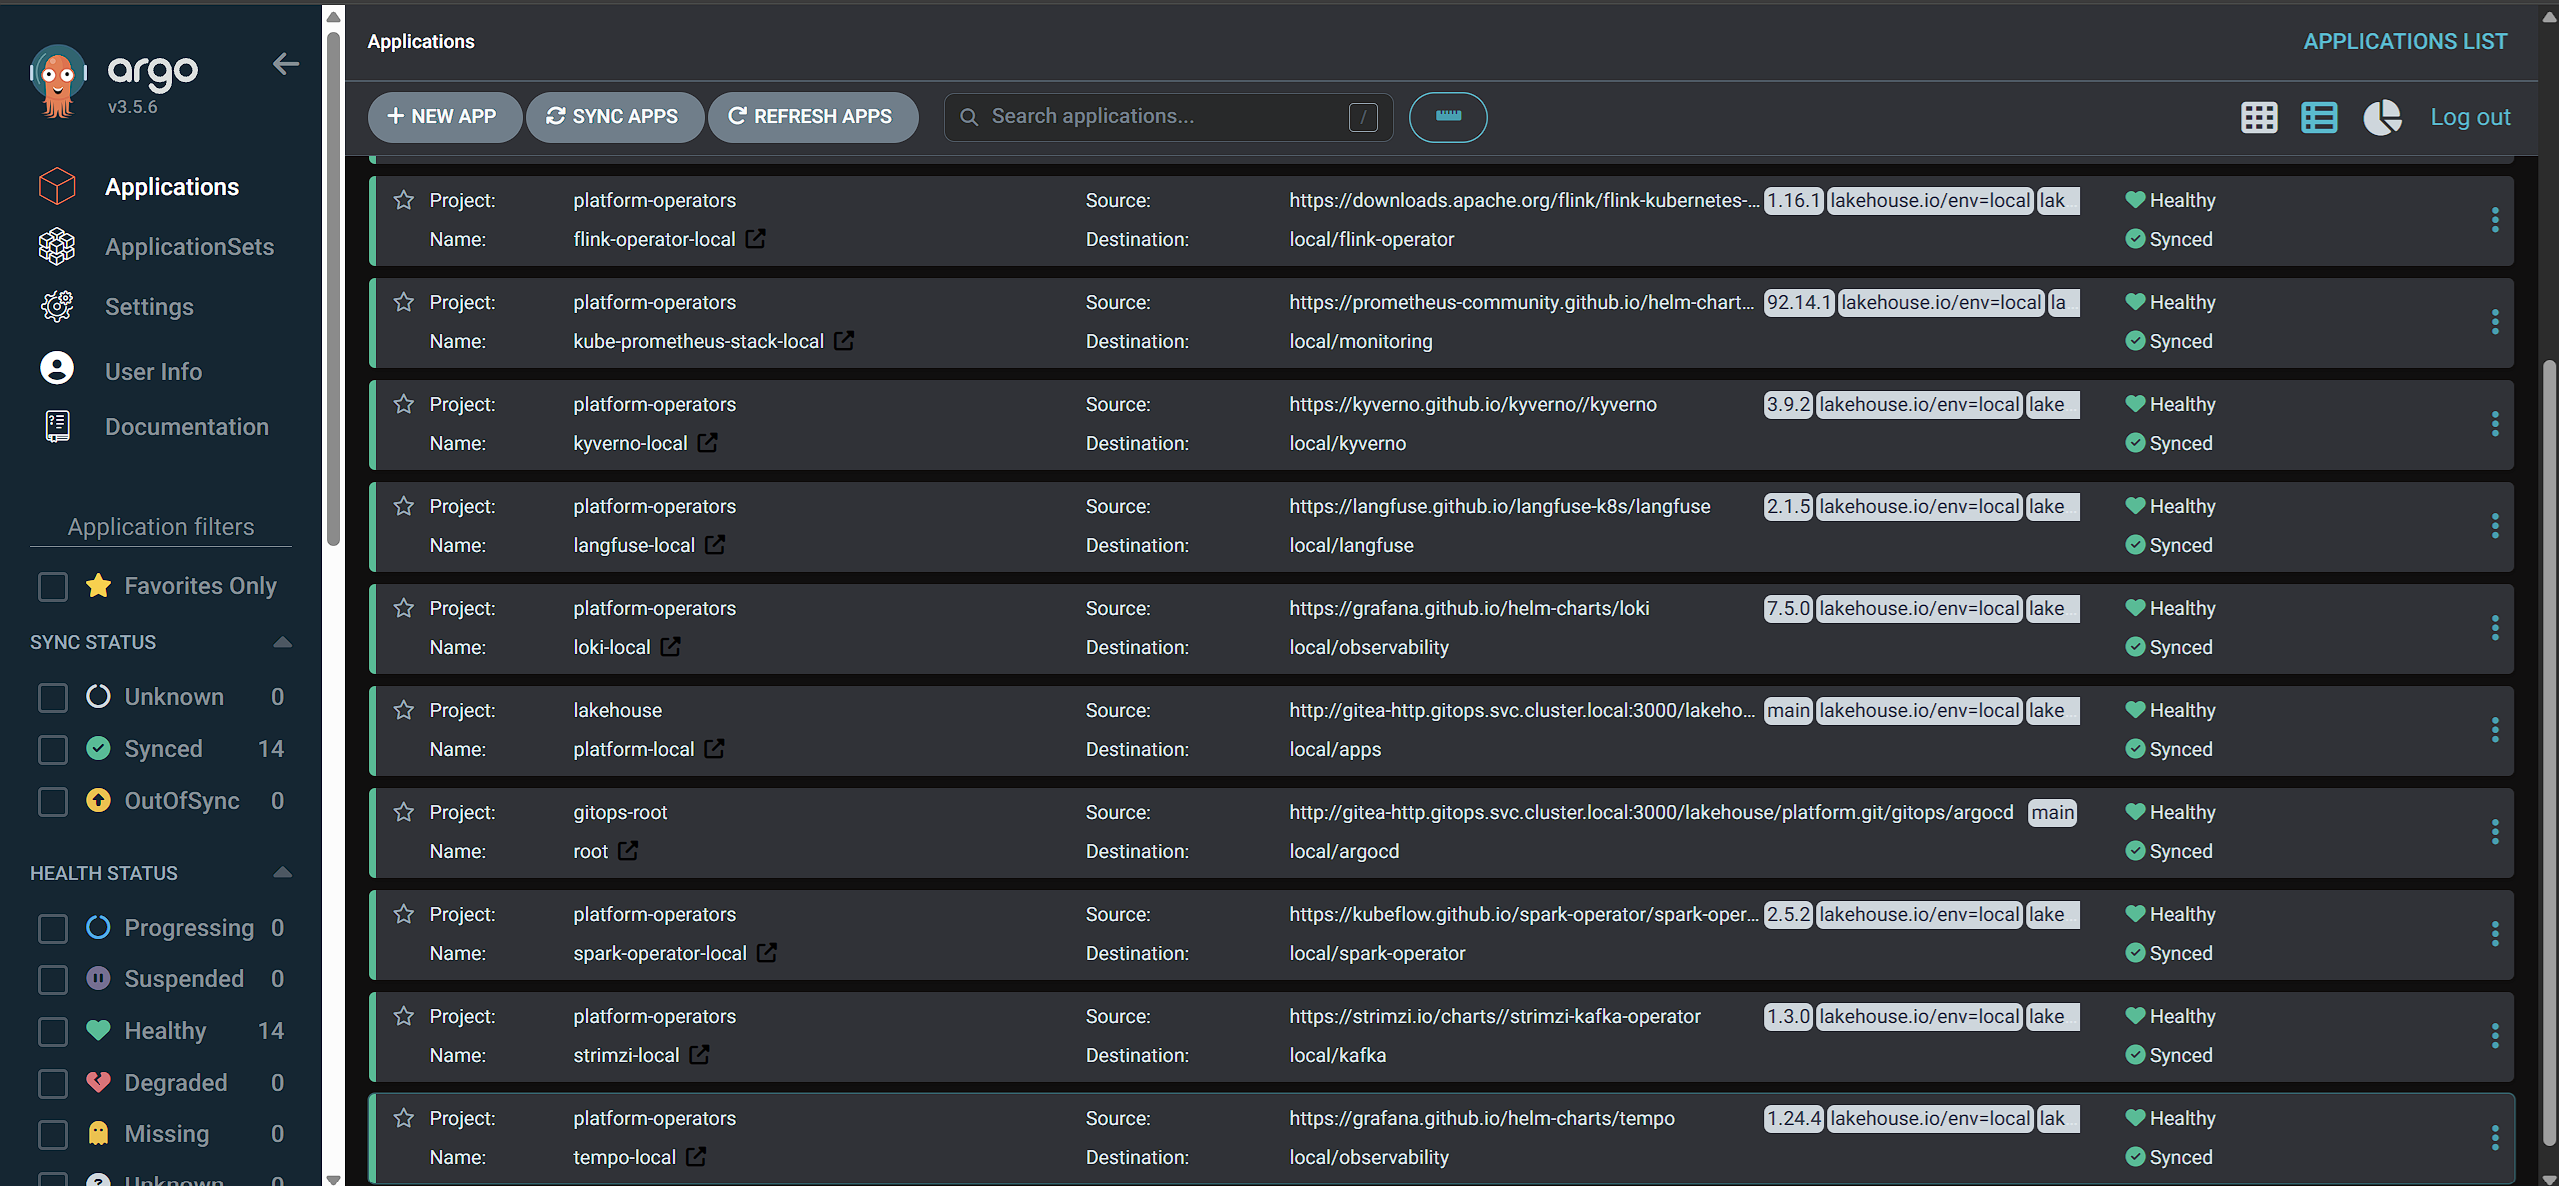 argo
v3.5.6
Applications
ApplicationSets
Settings
User Info
Documentation
Application filters
Favorites Only
SYNC STATUS
Unknown 0
Synced 14
OutOfSync 0
HEALTH STATUS
Progressing 0
Suspended 0
Healthy 14
Degraded 0
Missing 0
Unknown 0
Applications
APPLICATIONS LIST
NEW APP SYNC APPS REFRESH APPS Search applications... / Log out
Project: platform-operators Source: https://downloads.apache.org/flink/flink-kubernetes-... 1.16.1 lakehouse.io/env=local lak Healthy
Name: flink-operator-local Destination: local/flink-operator Synced
Project: platform-operators Source: https://prometheus-community.github.io/helm-chart... 92.14.1 lakehouse.io/env=local la Healthy
Name: kube-prometheus-stack-local Destination: local/monitoring Synced
Project: platform-operators Source: https://kyverno.github.io/kyverno//kyverno 3.9.2 lakehouse.io/env=local lake Healthy
Name: kyverno-local Destination: local/kyverno Synced
Project: platform-operators Source: https://langfuse.github.io/langfuse-k8s/langfuse 2.1.5 lakehouse.io/env=local lake Healthy
Name: langfuse-local Destination: local/langfuse Synced
Project: platform-operators Source: https://grafana.github.io/helm-charts/loki 7.5.0 lakehouse.io/env=local lake Healthy
Name: loki-local Destination: local/observability Synced
Project: lakehouse Source: http://gitea-http.gitops.svc.cluster.local:3000/lakeho... main lakehouse.io/env=local lake Healthy
Name: platform-local Destination: local/apps Synced
Project: gitops-root Source: http://gitea-http.gitops.svc.cluster.local:3000/lakehouse/platform.git/gitops/argocd main Healthy
Name: root Destination: local/argocd Synced
Project: platform-operators Source: https://kubeflow.github.io/spark-operator/spark-oper... 2.5.2 lakehouse.io/env=local lake Healthy
Name: spark-operator-local Destination: local/spark-operator Synced
Project: platform-operators Source: https://strimzi.io/charts//strimzi-kafka-operator 1.3.0 lakehouse.io/env=local lake Healthy
Name: strimzi-local Destination: local/kafka Synced
Project: platform-operators Source: https://grafana.github.io/helm-charts/tempo 1.24.4 lakehouse.io/env=local lak Healthy
Name: tempo-local Destination: local/observability Synced